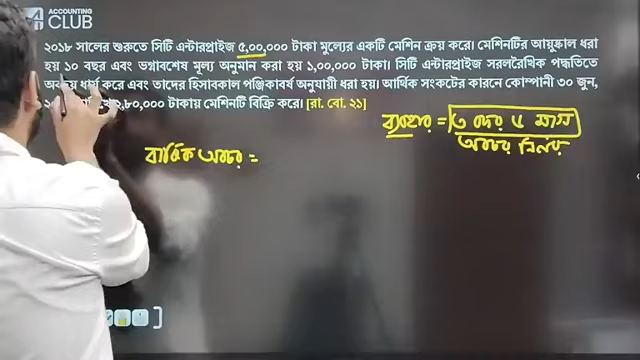 ACCOUNTING
CLUB
২০১৮ সালের শুরুতে সিটি এন্টারপ্রাইজ ৫,০০,০০০ টাকা মুল্যের একটি মেশিন ক্রয় করে। মেশিনটির আয়ুষ্কাল ধরা
হয় ১০ বছর এবং ভগ্নাবশেষ মূল্য অনুমান করা হয় ১,০০,০০০ টাকা। সিটি এন্টারপ্রাইজ সরলরৈখিক পদ্ধতিতে
ধার্য করে এবং তাদের হিসাবকাল পঞ্জিকাবর্ষ অনুযায়ী ধরা হয়। আর্থিক সংকটের কারনে কোম্পানী ৩০ জুন,
২,৮০,০০০ টাকায় মেশিনটি বিক্রি করে। [রা. বো. ২১]
ব্যবহার = ৩ বছর ৬ মাস
অবচয় নির্ণয়
বার্ষিক অবচয় =